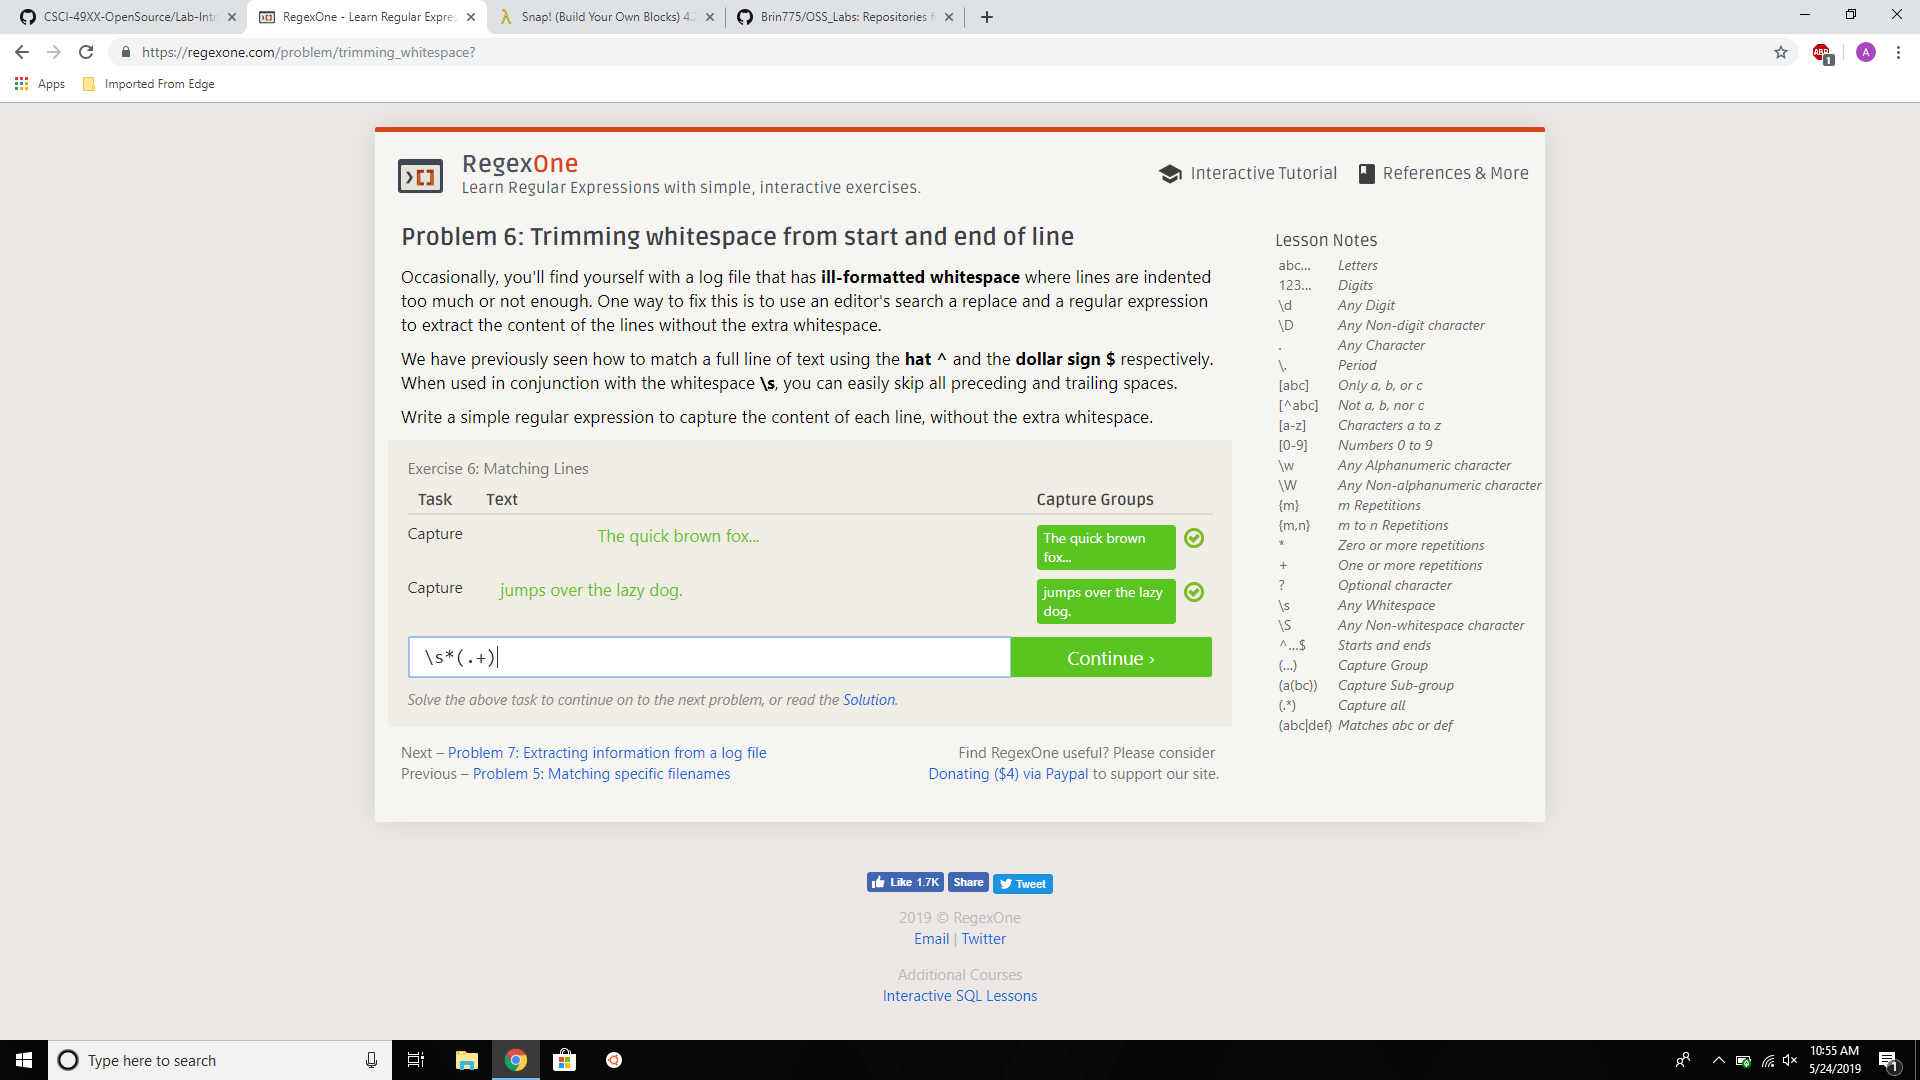 CSCI-49XX-OpenSource/Lab-Intr
RegexOne - Learn Regular Expres
Snap! (Build Your Own Blocks) 4.2
Brin775/OSS_Labs: Repositories f
https://regexone.com/problem/trimming_whitespace?
ABP
1
A
Apps
Imported From Edge
RegexOne
Learn Regular Expressions with simple, interactive exercises.
Interactive Tutorial
References & More
Problem 6: Trimming whitespace from start and end of line
Occasionally, you'll find yourself with a log file that has ill-formatted whitespace where lines are indented
too much or not enough. One way to fix this is to use an editor's search a replace and a regular expression
to extract the content of the lines without the extra whitespace.
We have previously seen how to match a full line of text using the hat ^ and the dollar sign $ respectively.
When used in conjunction with the whitespace \s, you can easily skip all preceding and trailing spaces.
Write a simple regular expression to capture the content of each line, without the extra whitespace.
Exercise 6: Matching Lines
Task Text Capture Groups
Capture The quick brown fox... The quick brown
fox...
Capture jumps over the lazy dog. jumps over the lazy
dog.
\s*(.+)
Continue ›
Solve the above task to continue on to the next problem, or read the Solution.
Next – Problem 7: Extracting information from a log file
Previous – Problem 5: Matching specific filenames
Find RegexOne useful? Please consider
Donating ($4) via Paypal to support our site.
Lesson Notes
abc... Letters
123... Digits
\d Any Digit
\D Any Non-digit character
. Any Character
\. Period
[abc] Only a, b, or c
[^abc] Not a, b, nor c
[a-z] Characters a to z
[0-9] Numbers 0 to 9
\w Any Alphanumeric character
\W Any Non-alphanumeric character
{m} m Repetitions
{m,n} m to n Repetitions
* Zero or more repetitions
+ One or more repetitions
? Optional character
\s Any Whitespace
\S Any Non-whitespace character
^...$ Starts and ends
(...) Capture Group
(a(bc)) Capture Sub-group
(.*) Capture all
(abc|def) Matches abc or def
Like 1.7K
Share
Tweet
2019 © RegexOne
Email | Twitter
Additional Courses
Interactive SQL Lessons
Type here to search
10:55 AM
5/24/2019
1